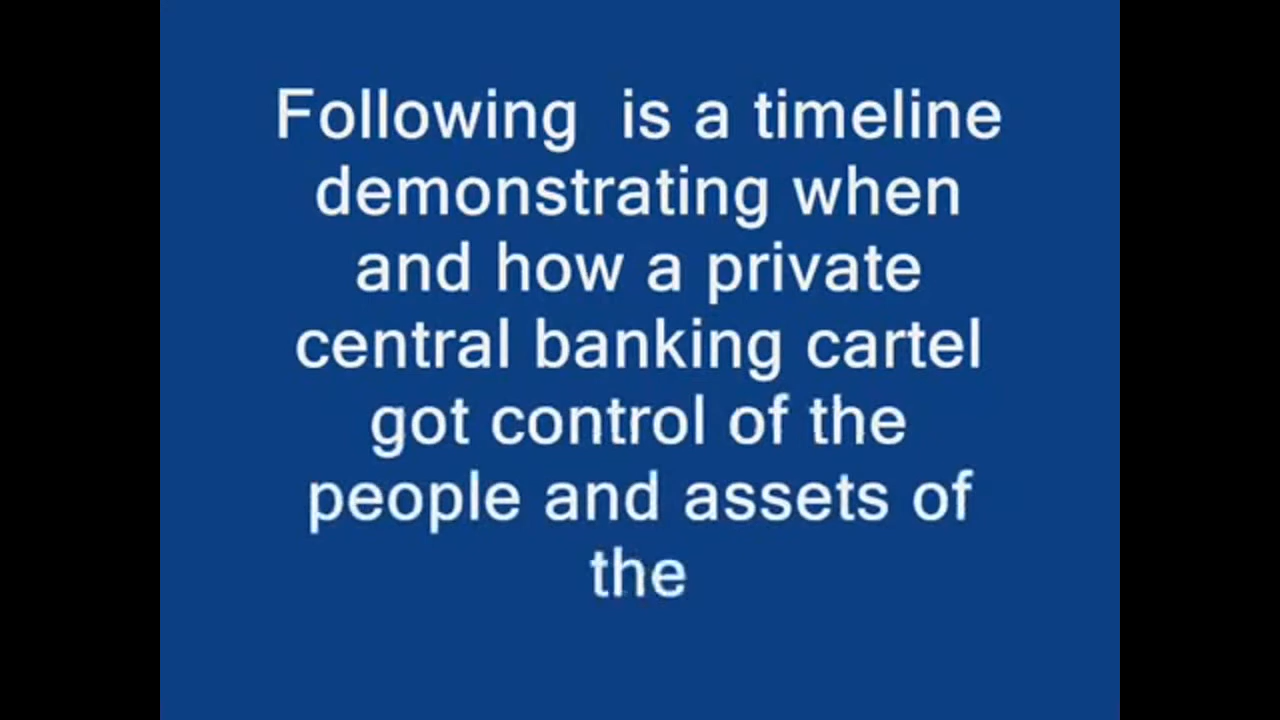 Following  is a timeline
demonstrating when
and how a private
central banking cartel
got control of the
people and assets of
the